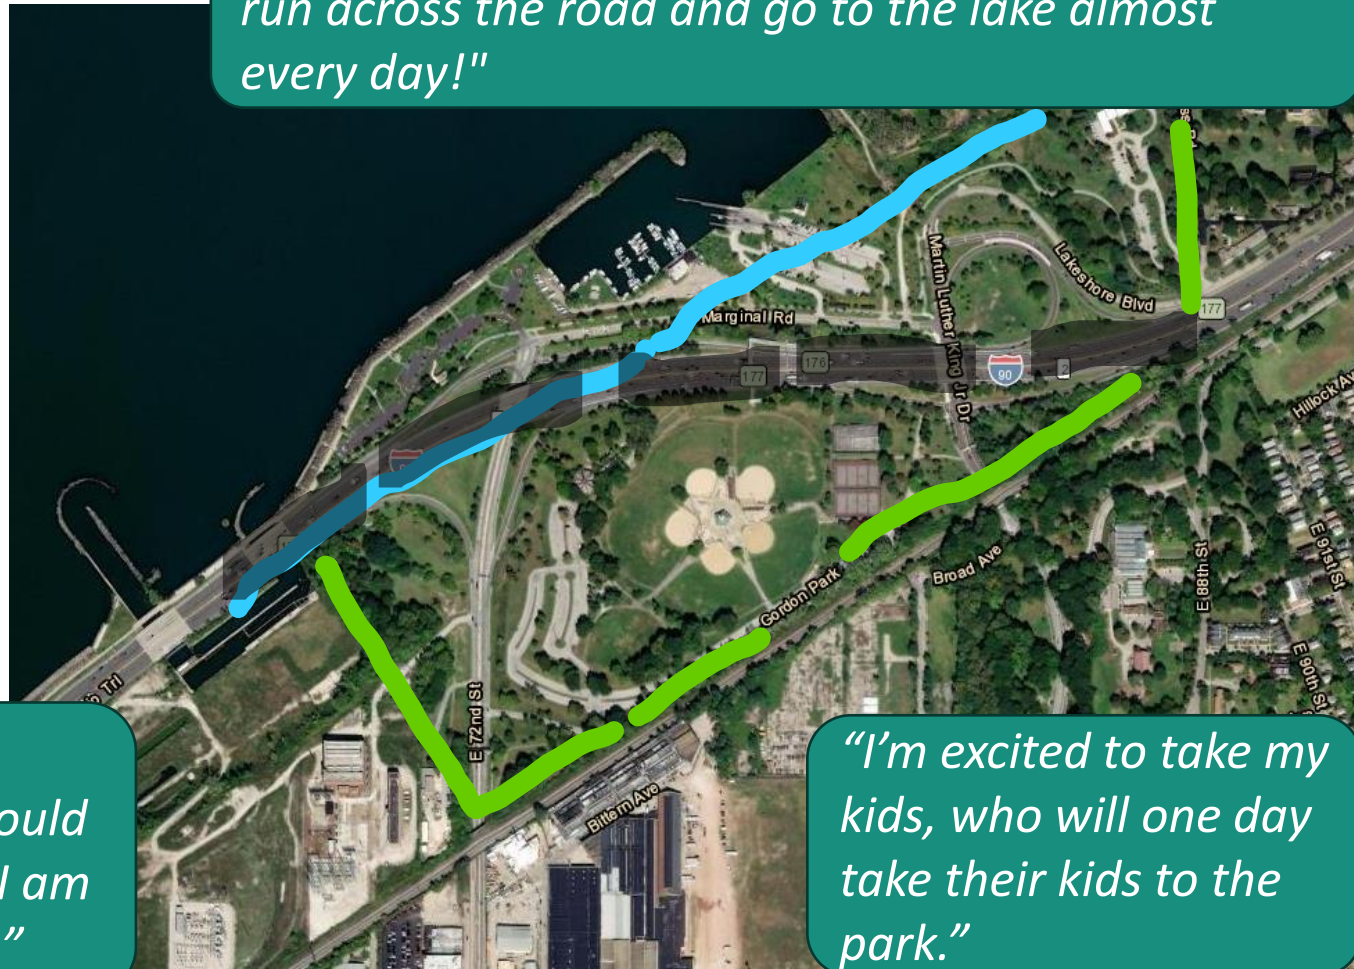 run across the road and go to the lake almost
every day!"
Marginal Rd
Martin Luther King Jr Dr
Lakeshore Blvd
177
177
176
90
2
Hillock Av
Gordon Park
Broad Ave
E 88th St
E 91st St
E 90th St
E 72nd St
Bittern Ave
Trl
ould
I am
”
“I’m excited to take my
kids, who will one day
take their kids to the
park.”